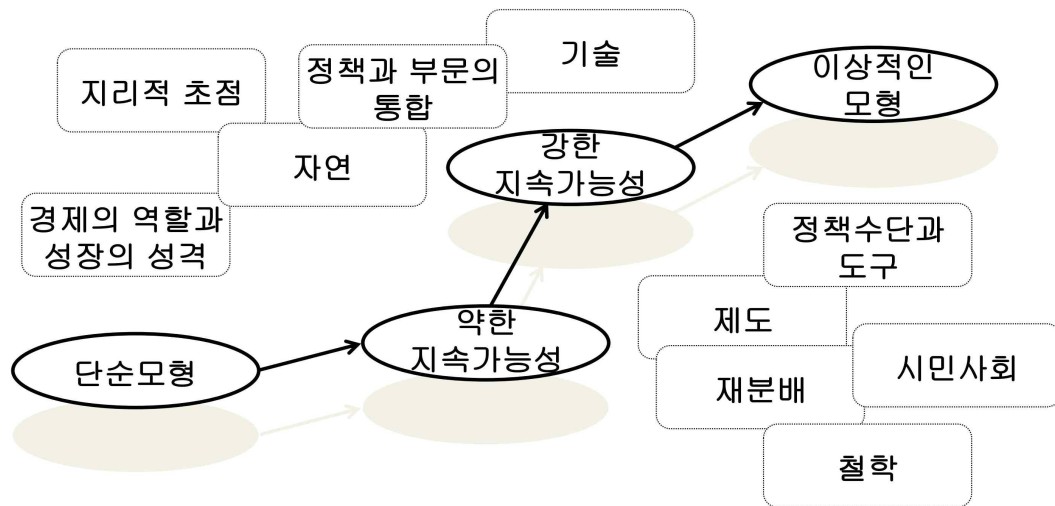 기술
정책과 부문의
통합
지리적 초점
이상적인
모형
자연
강한
지속가능성
경제의 역할과
성장의 성격
정책수단과
도구
제도
약한
지속가능성
단순모형
시민사회
재분배
철학